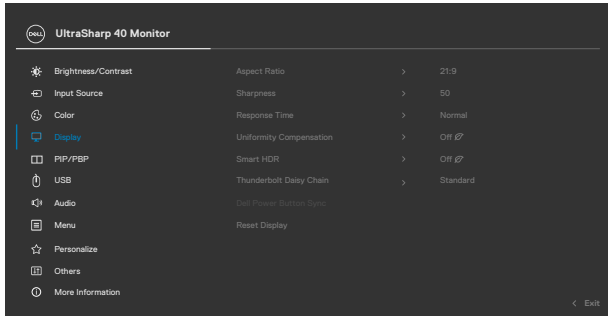 DELL UltraSharp 40 Monitor
Brightness/Contrast Aspect Ratio > 21:9
Input Source Sharpness > 50
Color Response Time > Normal
Display Uniformity Compensation > Off
PIP/PBP Smart HDR > Off
USB Thunderbolt Daisy Chain > Standard
Audio Dell Power Button Sync
Menu Reset Display
Personalize
Others
More Information
< Exit